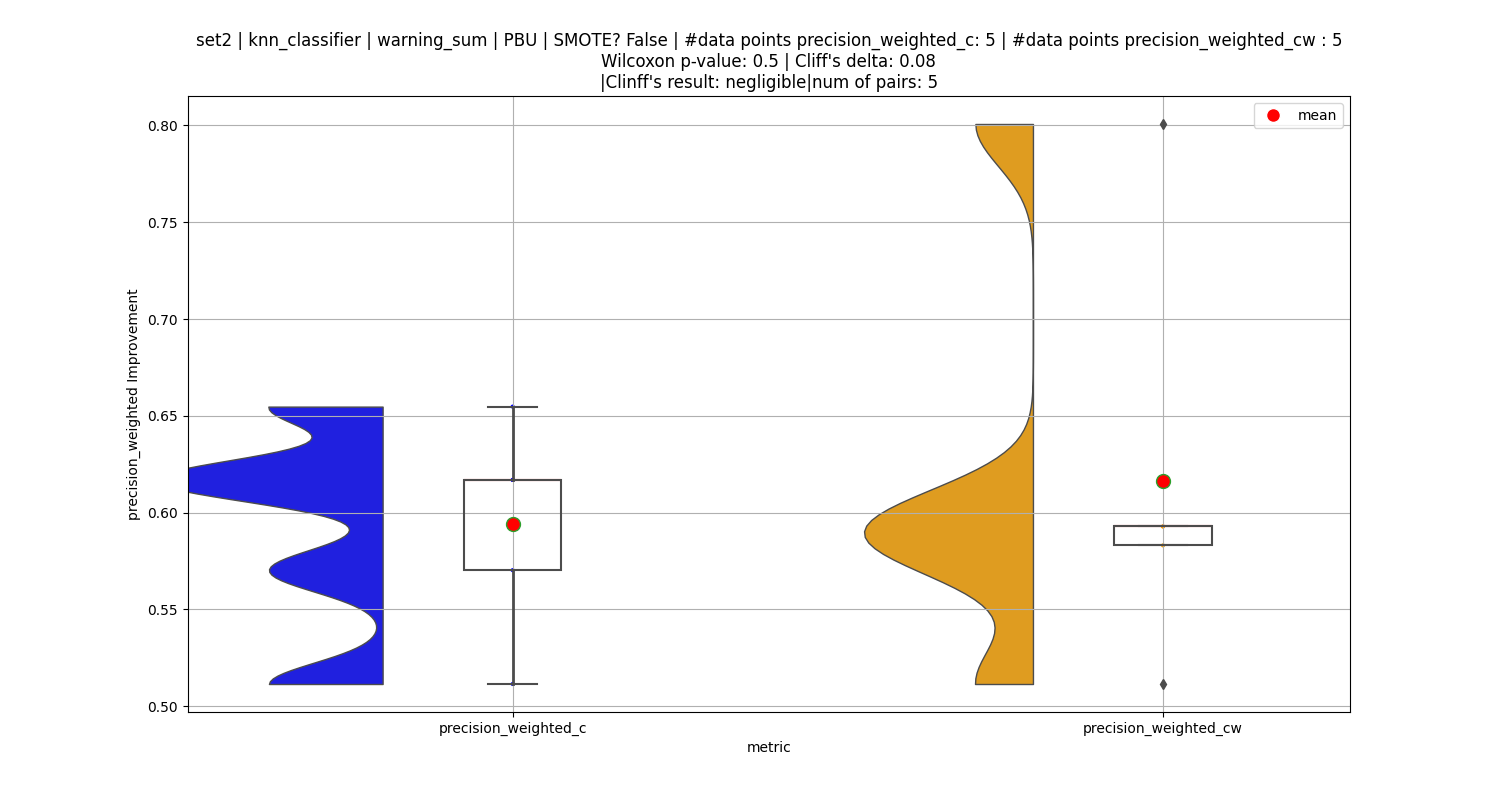 set2 | knn_classifier | warning_sum | PBU | SMOTE? False | #data points precision_weighted_c: 5 | #data points precision_weighted_cw : 5
Wilcoxon p-value: 0.5 | Cliff's delta: 0.08
|Clinff's result: negligible|num of pairs: 5
mean
0.80
0.75
0.70
0.65
0.60
0.55
0.50
precision_weighted Improvement
precision_weighted_c
precision_weighted_cw
metric